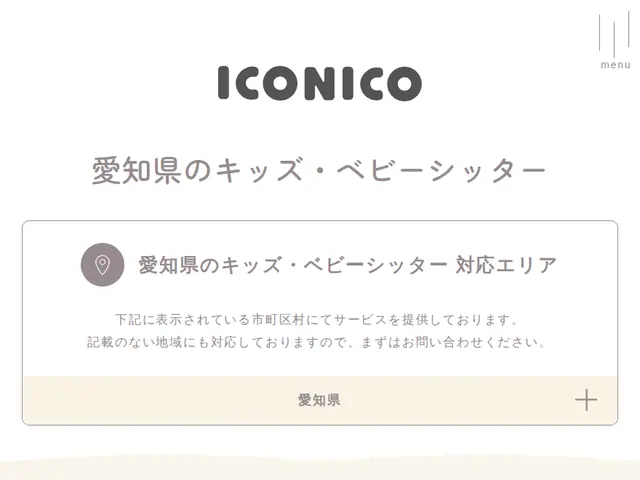 menu
ICONICO
愛知県のキッズ・ベビーシッター
愛知県のキッズ・ベビーシッター 対応エリア
下記に表示されている市町区村にてサービスを提供しております。
記載のない地域にも対応しておりますので、まずはお問い合わせください。
愛知県